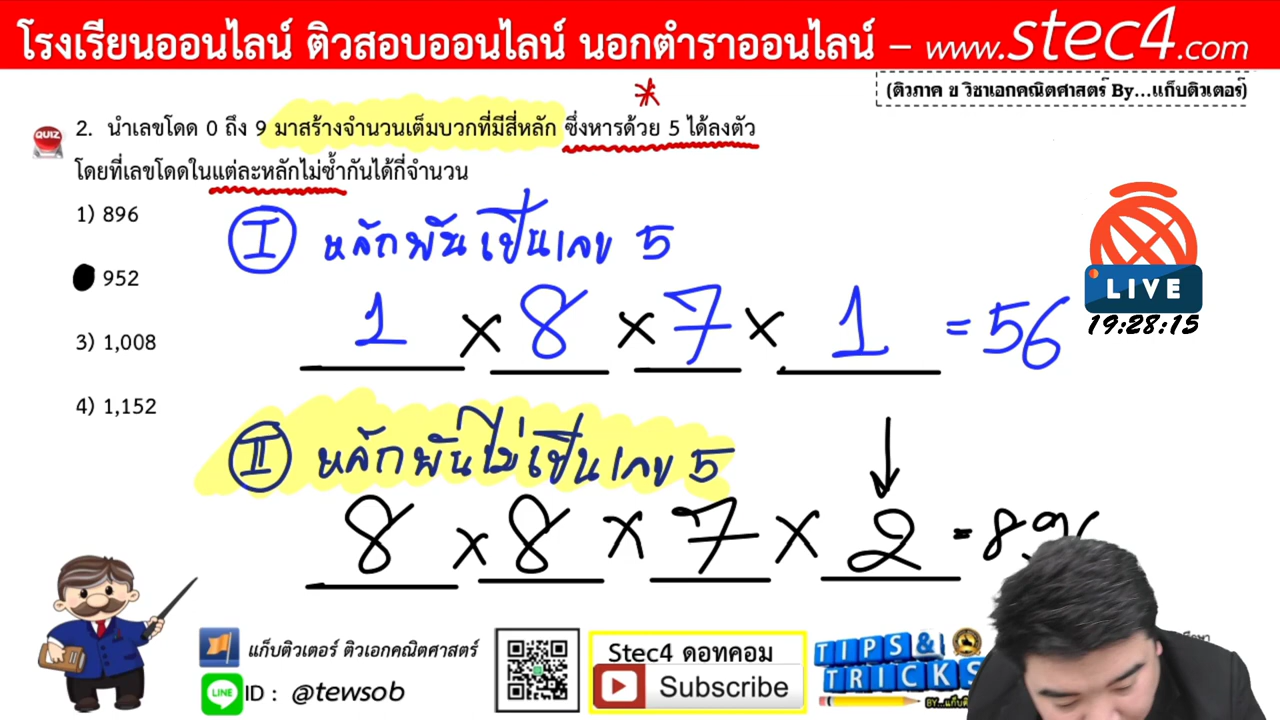 โรงเรียนออนไลน์ ติวสอบออนไลน์ นอกตำราออนไลน์ – www.stec4.com
(ติวภาค ข วิชาเอกคณิตศาสตร์ By...แก็บติวเตอร์)
QUIZ
2. นำเลขโดด 0 ถึง 9 มาสร้างจำนวนเต็มบวกที่มีสี่หลัก ซึ่งหารด้วย 5 ได้ลงตัว
โดยที่เลขโดดในแต่ละหลักไม่ซ้ำกันได้กี่จำนวน
1) 896
952
3) 1,008
4) 1,152
I หลักพันเป็นเลข 5
1 × 8 × 7 × 1 = 56
LIVE
19:28:15
II หลักพันไม่เป็นเลข 5
8 × 8 × 7 × 2 = 896
แก็บติวเตอร์ ติวเอกคณิตศาสตร์
LINE ID : @tewsob
Stec4 ดอทคอม
Subscribe
TIPS &
TRICKS